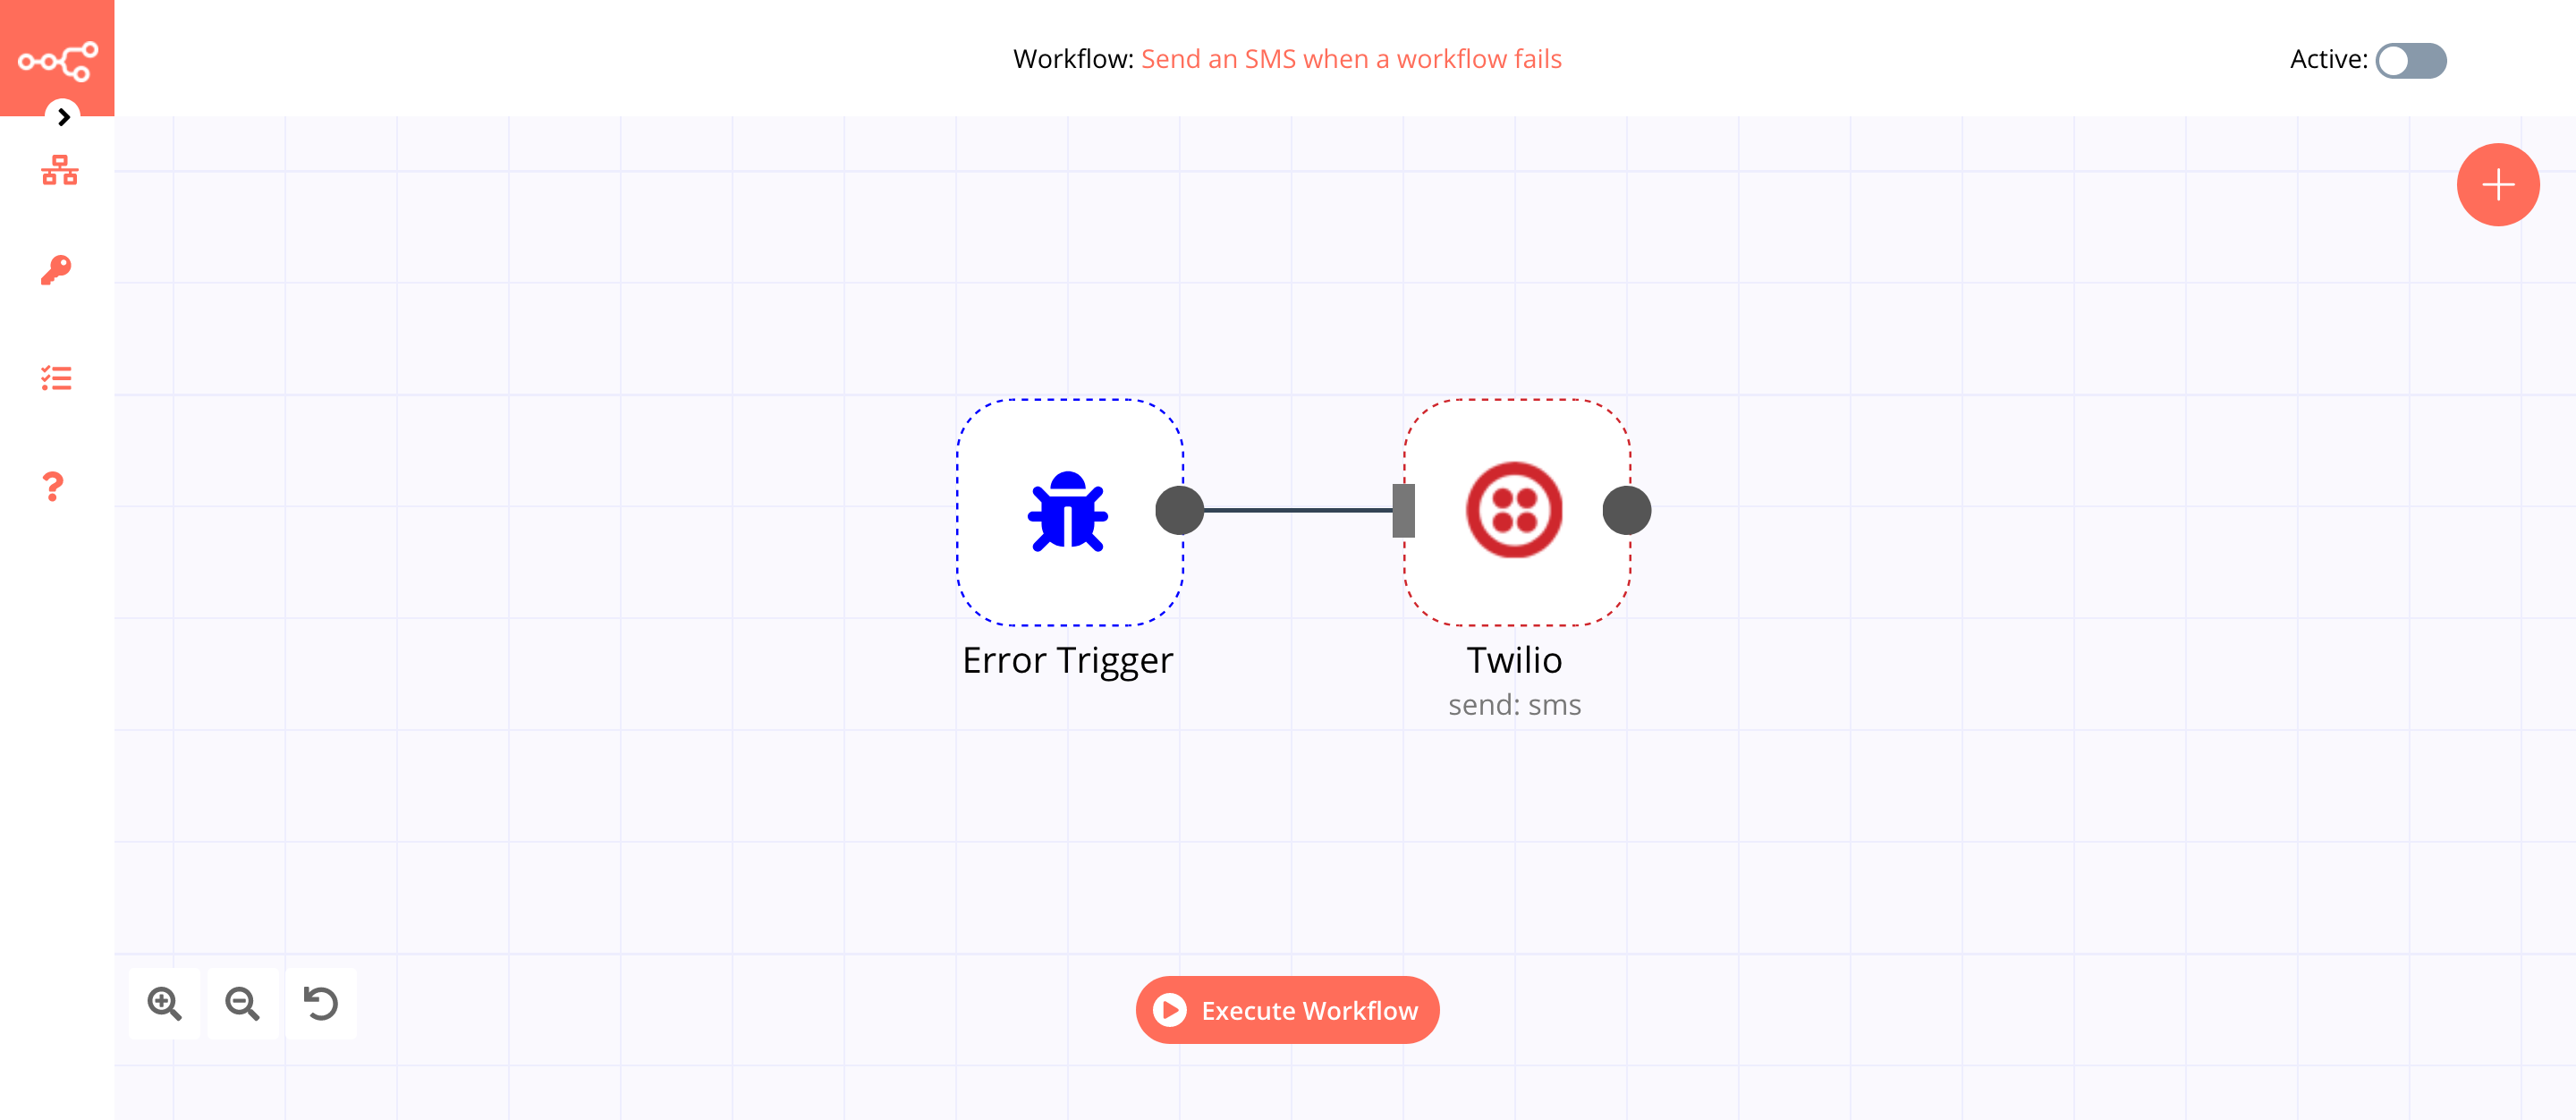 Workflow: Send an SMS when a workflow fails
Active:
Error Trigger
Twilio
send: sms
Execute Workflow